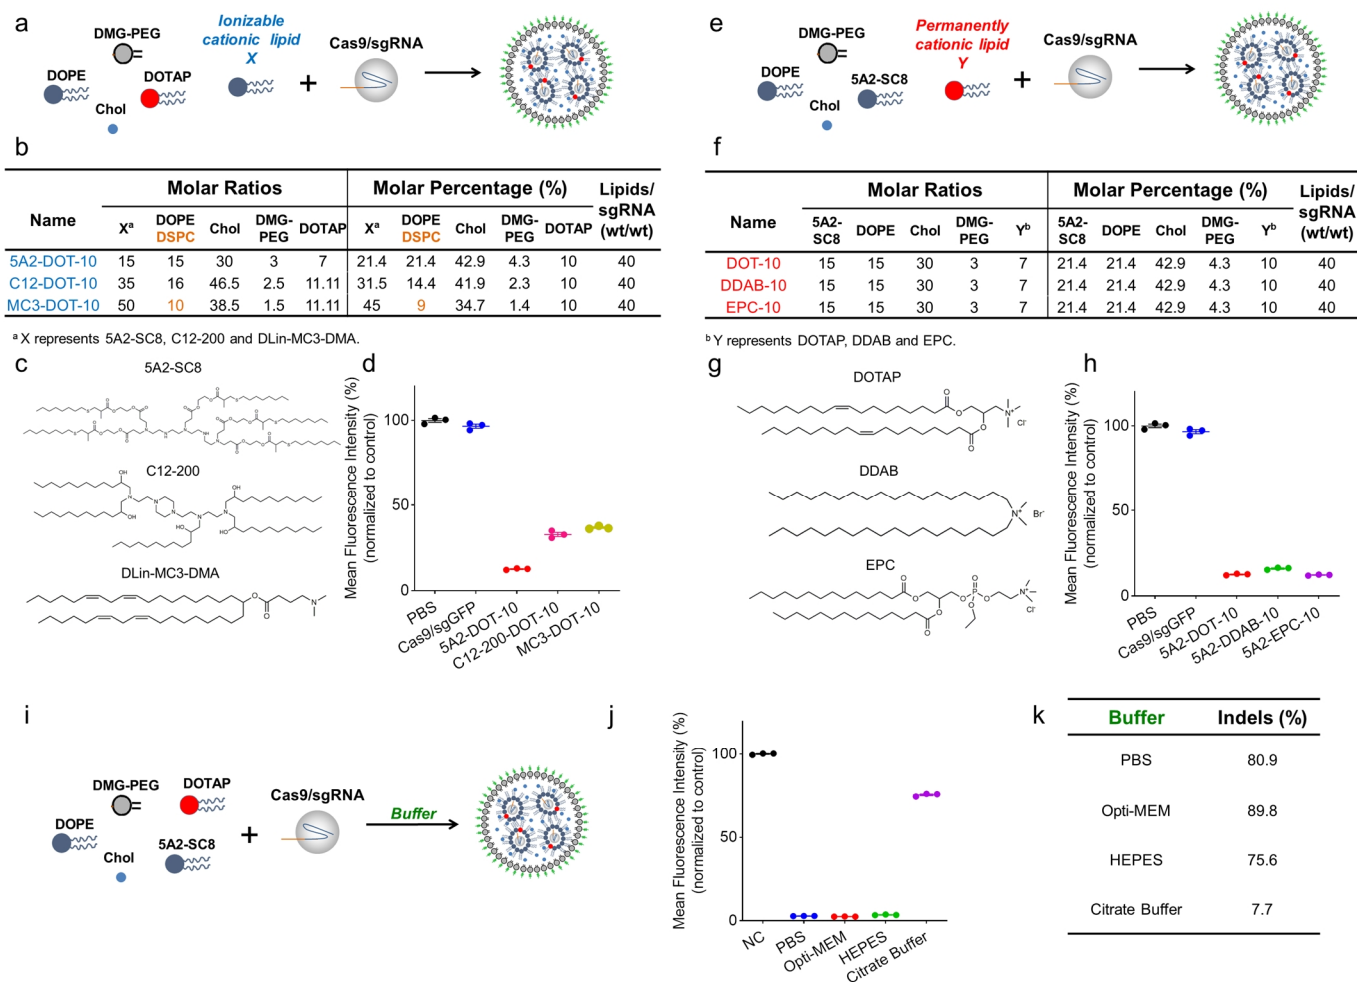 a
Ionizable
cationic lipid
X
DMG-PEG
Cas9/sgRNA
DOPE
DOTAP
Chol
+
e
Permanently
cationic lipid
Y
DMG-PEG
Cas9/sgRNA
DOPE
5A2-SC8
Chol
+
b
Name Molar Ratios Molar Percentage (%) Lipids/ sgRNA (wt/wt)
Xᵃ DOPE DSPC Chol DMG-PEG DOTAP Xᵃ DOPE DSPC Chol DMG-PEG DOTAP
5A2-DOT-10 15 15 30 3 7 21.4 21.4 42.9 4.3 10 40
C12-DOT-10 35 16 46.5 2.5 11.11 31.5 14.4 41.9 2.3 10 40
MC3-DOT-10 50 10 38.5 1.5 11.11 45 9 34.7 1.4 10 40
ᵃ X represents 5A2-SC8, C12-200 and DLin-MC3-DMA.
f
Name Molar Ratios Molar Percentage (%) Lipids/ sgRNA (wt/wt)
5A2-SC8 DOPE Chol DMG-PEG Yᵇ 5A2-SC8 DOPE Chol DMG-PEG Yᵇ
DOT-10 15 15 30 3 7 21.4 21.4 42.9 4.3 10 40
DDAB-10 15 15 30 3 7 21.4 21.4 42.9 4.3 10 40
EPC-10 15 15 30 3 7 21.4 21.4 42.9 4.3 10 40
ᵇ Y represents DOTAP, DDAB and EPC.
c
5A2-SC8
C12-200
DLin-MC3-DMA
d
Mean Fluorescence Intensity (%)
(normalized to control)
100
50
0
PBS
Cas9/sgGFP
5A2-DOT-10
C12-200-DOT-10
MC3-DOT-10
g
DOTAP
Cl⁻
DDAB
Br⁻
EPC
Cl⁻
h
Mean Fluorescence Intensity (%)
(normalized to control)
100
50
0
PBS
Cas9/sgGFP
5A2-DOT-10
5A2-DDAB-10
5A2-EPC-10
i
DMG-PEG
DOTAP
Cas9/sgRNA
DOPE
5A2-SC8
Chol
+
Buffer
j
Mean Fluorescence Intensity (%)
(normalized to control)
100
50
0
NC
PBS
Opti-MEM
HEPES
Citrate Buffer
k
Buffer Indels (%)
PBS 80.9
Opti-MEM 89.8
HEPES 75.6
Citrate Buffer 7.7